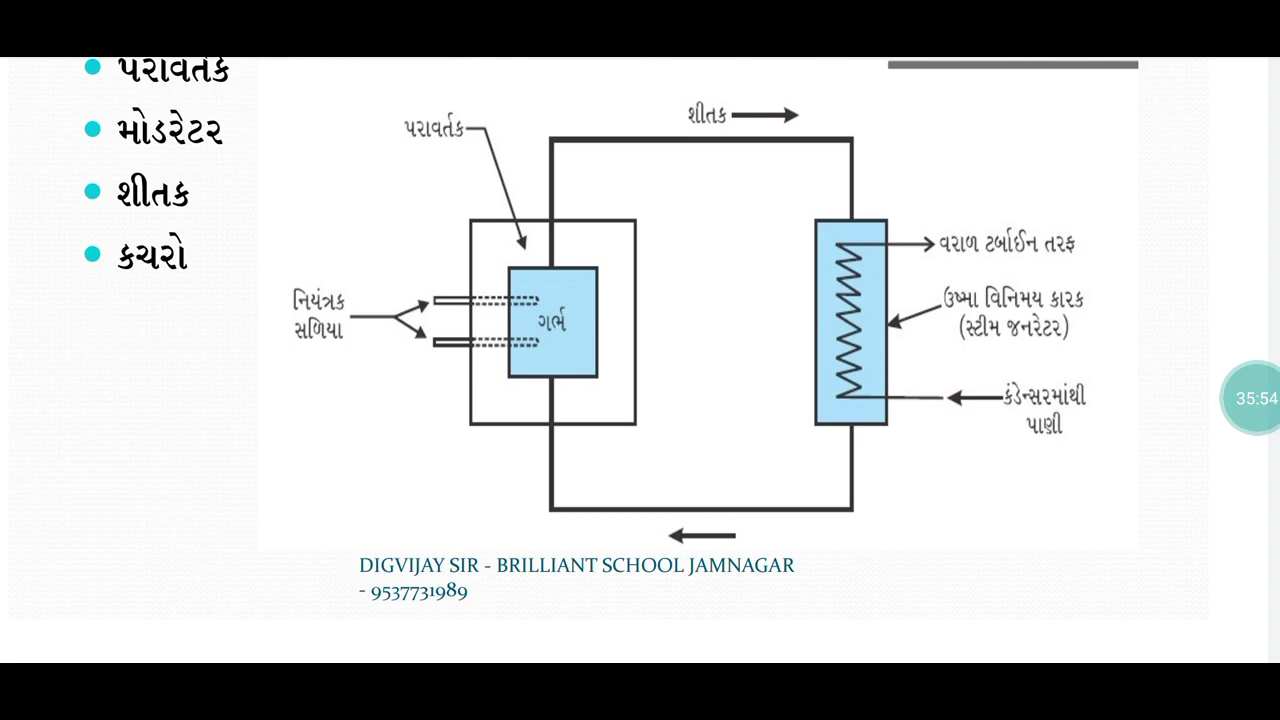 પરાવર્તક
મોડરેટર
શીતક
કચરો
શીતક
પરાવર્તક
નિયંત્રક
સળિયા
ગર્ભ
વરાળ ટર્બાઈન તરફ
ઉષ્મા વિનિમય કારક
(સ્ટીમ જનરેટર)
કંડેન્સરમાંથી
પાણી
DIGVIJAY SIR - BRILLIANT SCHOOL JAMNAGAR
- 9537731989
35:54